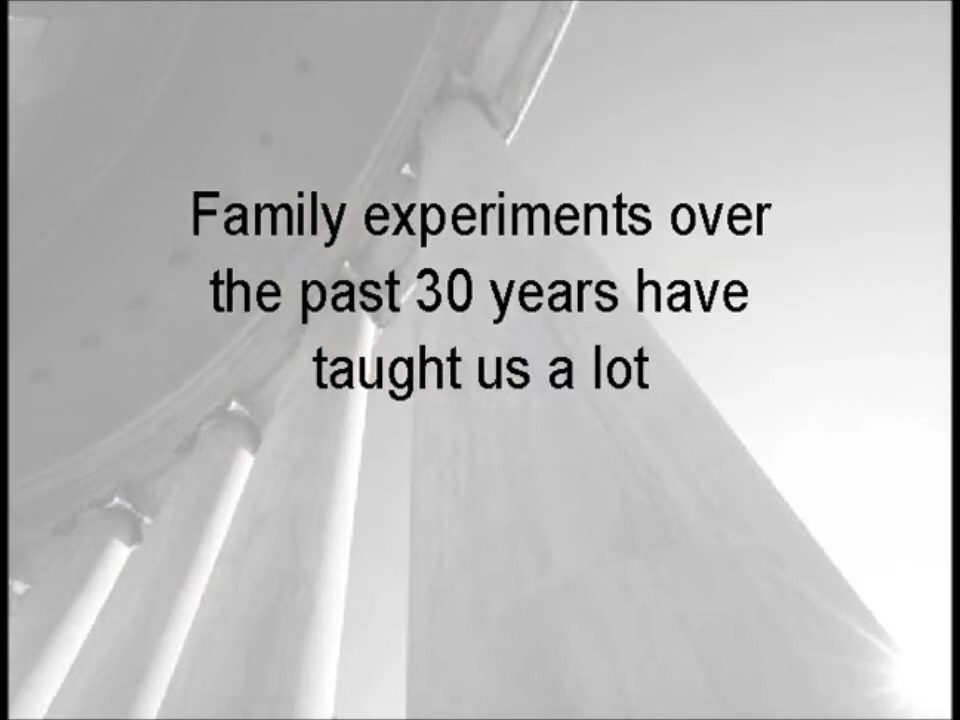 Family experiments over
the past 30 years have
taught us a lot